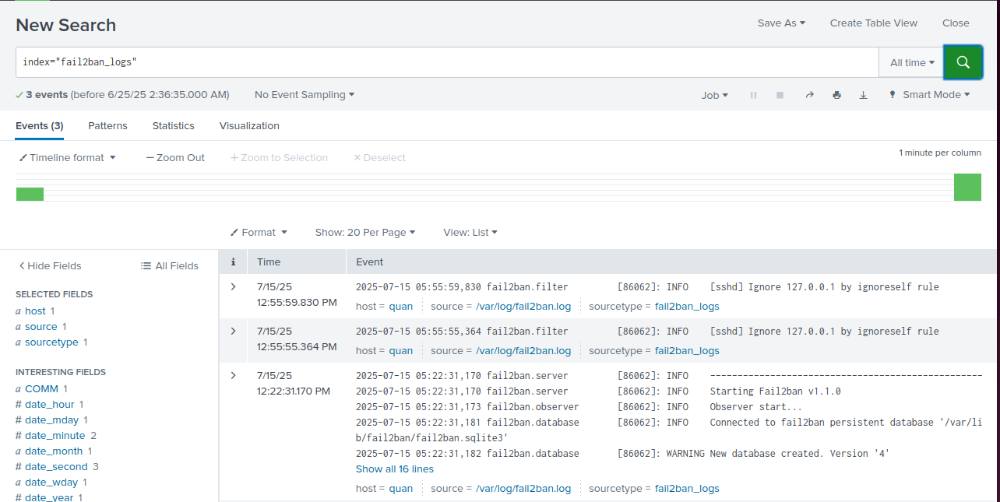 New Search
Save As
Create Table View
Close
index="fail2ban_logs"
All time
3 events (before 6/25/25 2:36:35.000 AM)
No Event Sampling
Job
Smart Mode
Events (3)
Patterns
Statistics
Visualization
Timeline format
— Zoom Out
+ Zoom to Selection
× Deselect
1 minute per column
Format
Show: 20 Per Page
View: List
< Hide Fields
All Fields
i
Time
Event
SELECTED FIELDS
a host 1
a source 1
a sourcetype 1
INTERESTING FIELDS
a COMM 1
# date_hour 1
# date_mday 1
# date_minute 2
a date_month 1
# date_second 3
a date_wday 1
# date_year 1
> 7/15/25
12:55:59.830 PM
2025-07-15 05:55:59,830 fail2ban.filter [86062]: INFO [sshd] Ignore 127.0.0.1 by ignoreself rule
host = quan source = /var/log/fail2ban.log sourcetype = fail2ban_logs
> 7/15/25
12:55:55.364 PM
2025-07-15 05:55:55,364 fail2ban.filter [86062]: INFO [sshd] Ignore 127.0.0.1 by ignoreself rule
host = quan source = /var/log/fail2ban.log sourcetype = fail2ban_logs
> 7/15/25
12:22:31.170 PM
2025-07-15 05:22:31,170 fail2ban.server [86062]: INFO --------------------------------------------------
2025-07-15 05:22:31,170 fail2ban.server [86062]: INFO Starting Fail2ban v1.1.0
2025-07-15 05:22:31,173 fail2ban.observer [86062]: INFO Observer start...
2025-07-15 05:22:31,181 fail2ban.database [86062]: INFO Connected to fail2ban persistent database '/var/li
b/fail2ban/fail2ban.sqlite3'
2025-07-15 05:22:31,182 fail2ban.database [86062]: WARNING New database created. Version '4'
Show all 16 lines
host = quan source = /var/log/fail2ban.log sourcetype = fail2ban_logs